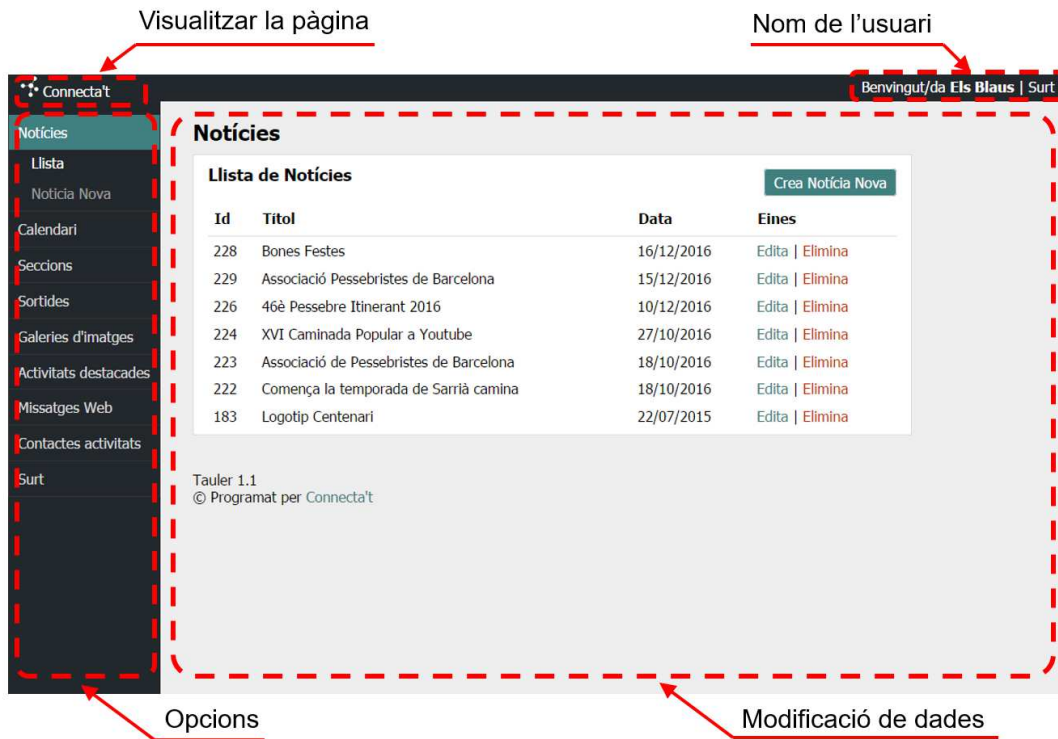 Visualitzar la pàgina
Nom de l’usuari
Connecta't
Benvingut/da Els Blaus | Surt
Notícies
Llista
Noticia Nova
Calendari
Seccions
Sortides
Galeries d'imatges
Activitats destacades
Missatges Web
Contactes activitats
Surt
Notícies
Llista de Notícies
Crea Notícia Nova
Id Títol Data Eines
228 Bones Festes 16/12/2016 Edita | Elimina
229 Associació Pessebristes de Barcelona 15/12/2016 Edita | Elimina
226 46è Pessebre Itinerant 2016 10/12/2016 Edita | Elimina
224 XVI Caminada Popular a Youtube 27/10/2016 Edita | Elimina
223 Associació de Pessebristes de Barcelona 18/10/2016 Edita | Elimina
222 Comença la temporada de Sarrià camina 18/10/2016 Edita | Elimina
183 Logotip Centenari 22/07/2015 Edita | Elimina
Tauler 1.1
© Programat per Connecta't
Opcions
Modificació de dades